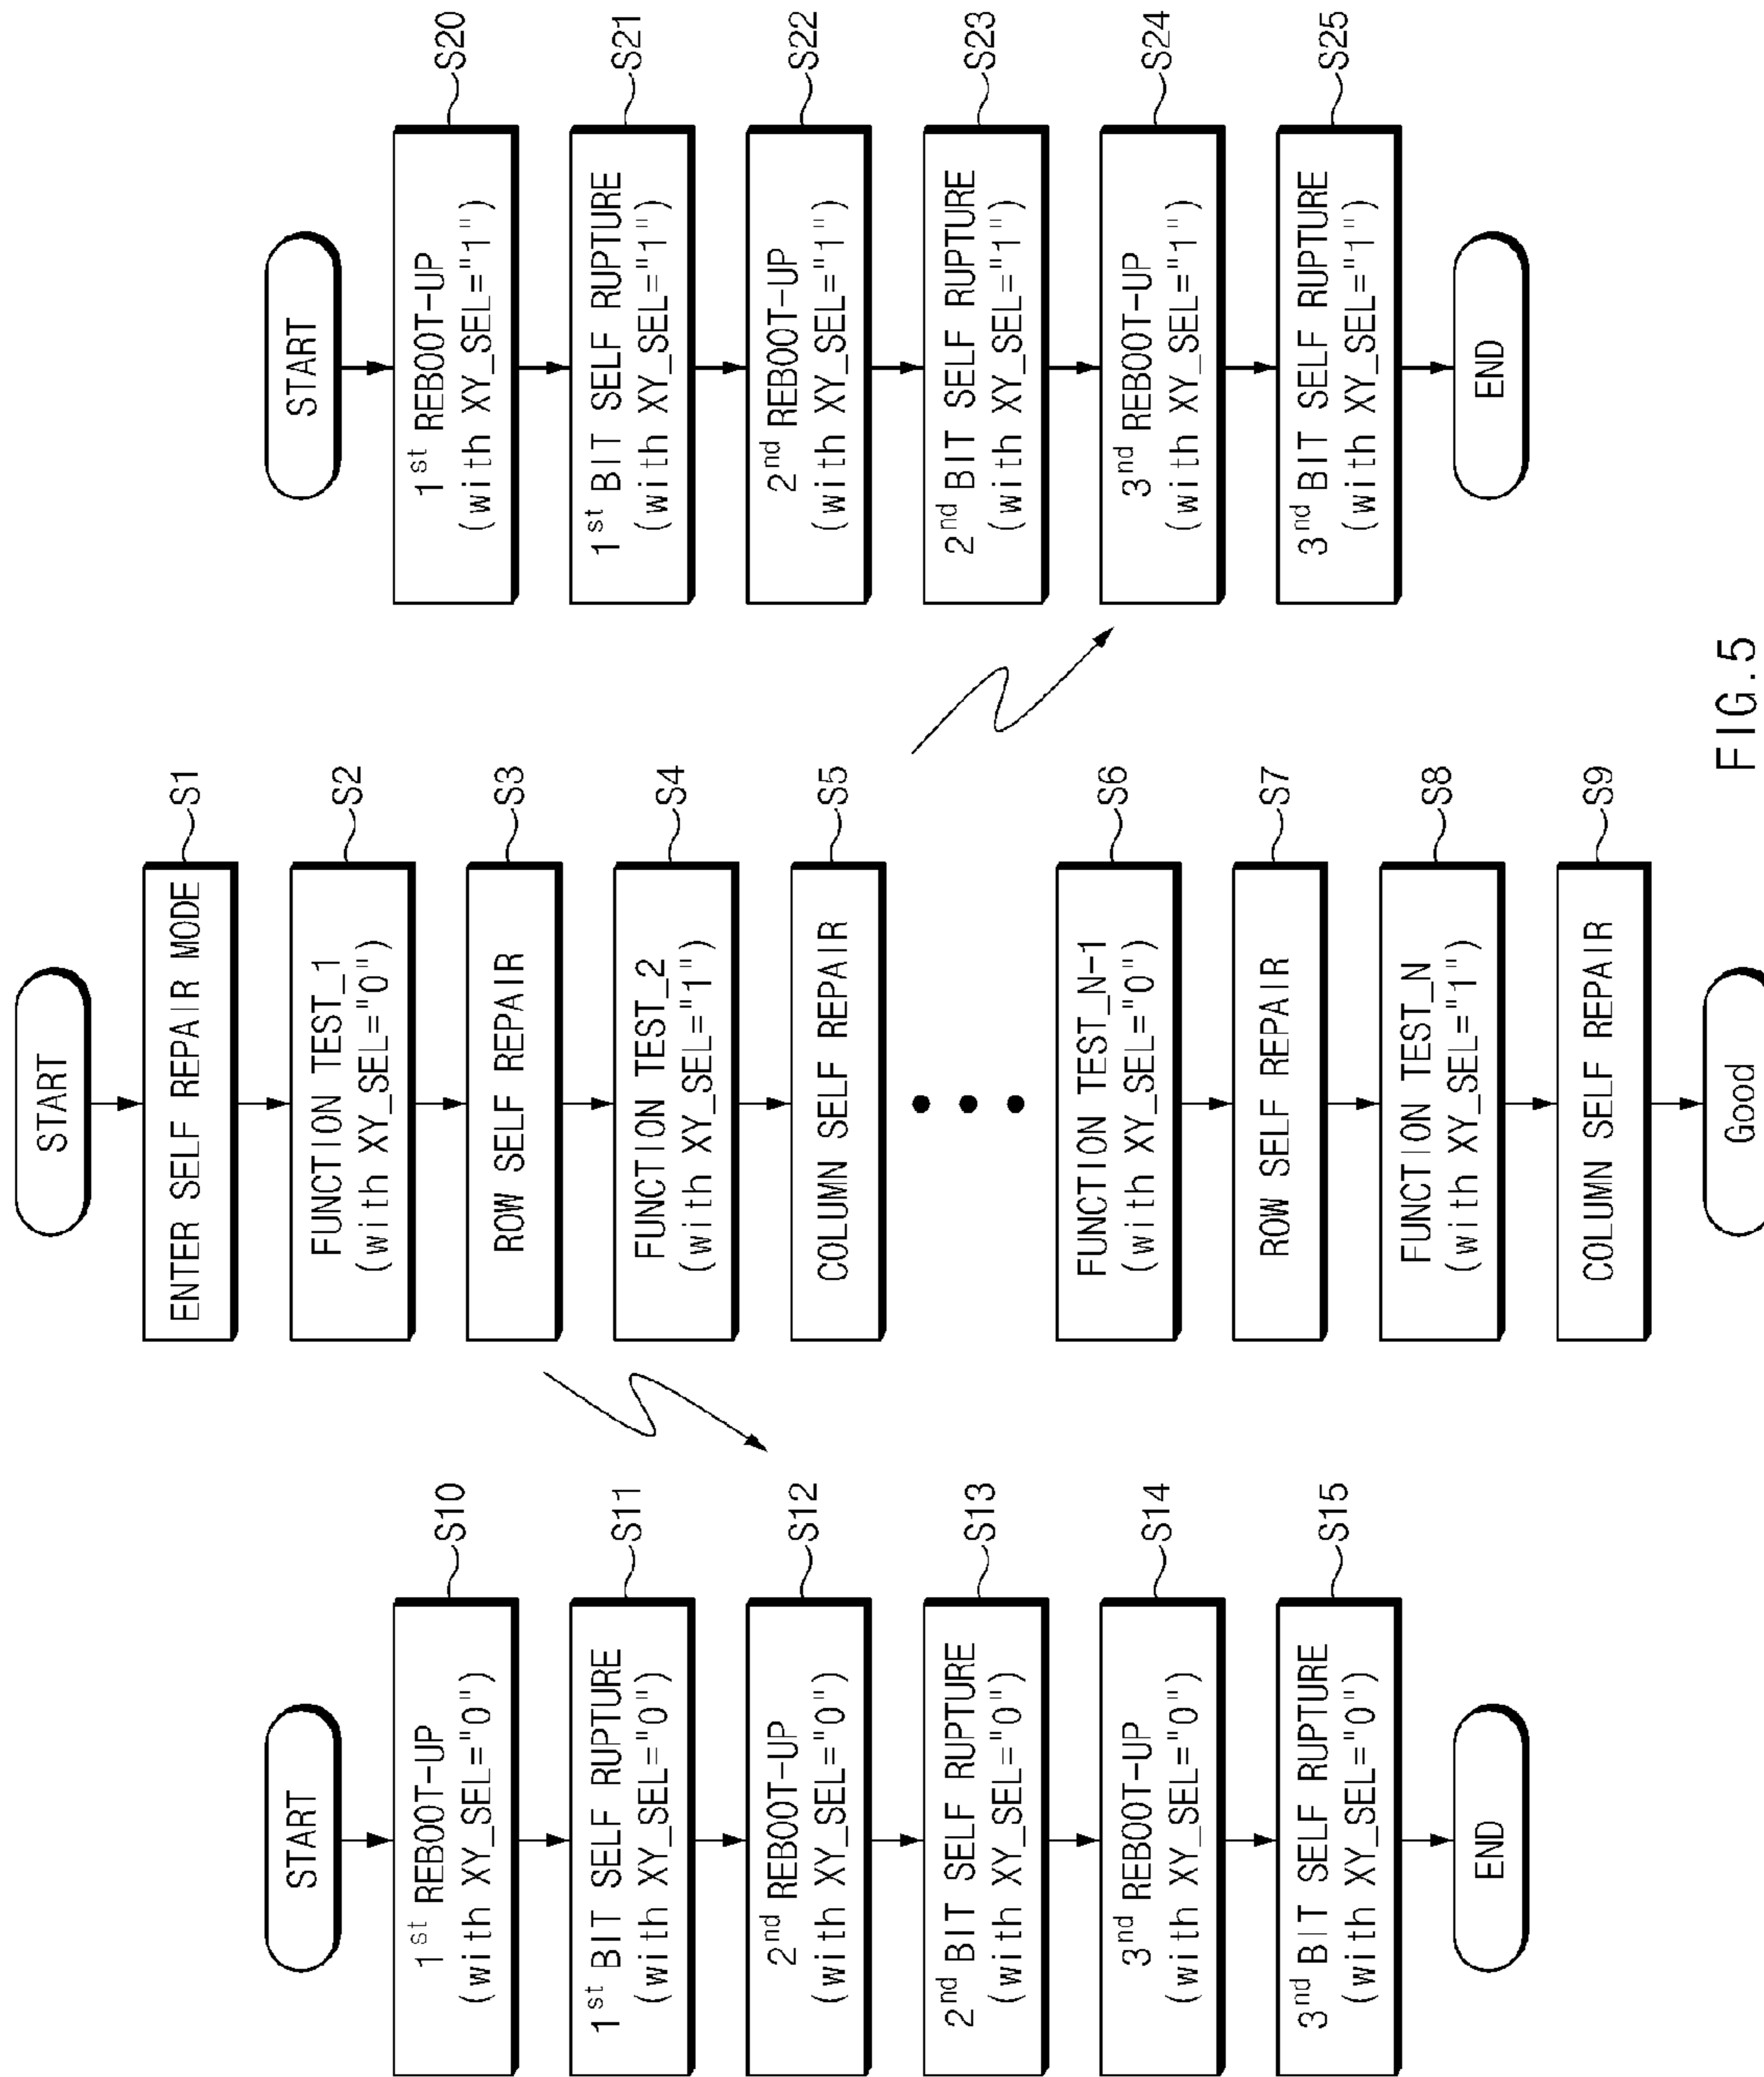 START
1st REBOOT-UP
(with XY_SEL="0")
S10
1st BIT SELF RUPTURE
(with XY_SEL="0")
S11
2nd REBOOT-UP
(with XY_SEL="0")
S12
2nd BIT SELF RUPTURE
(with XY_SEL="0")
S13
3nd REBOOT-UP
(with XY_SEL="0")
S14
3nd BIT SELF RUPTURE
(with XY_SEL="0")
S15
END
START
ENTER SELF REPAIR MODE
S1
FUNCTION TEST_1
(with XY_SEL="0")
S2
ROW SELF REPAIR
S3
FUNCTION TEST_2
(with XY_SEL="1")
S4
COLUMN SELF REPAIR
S5
FUNCTION TEST_N-1
(with XY_SEL="0")
S6
ROW SELF REPAIR
S7
FUNCTION TEST_N
(with XY_SEL="1")
S8
COLUMN SELF REPAIR
S9
Good
START
1st REBOOT-UP
(with XY_SEL="1")
S20
1st BIT SELF RUPTURE
(with XY_SEL="1")
S21
2nd REBOOT-UP
(with XY_SEL="1")
S22
2nd BIT SELF RUPTURE
(with XY_SEL="1")
S23
3nd REBOOT-UP
(with XY_SEL="1")
S24
3nd BIT SELF RUPTURE
(with XY_SEL="1")
S25
END
FIG.5